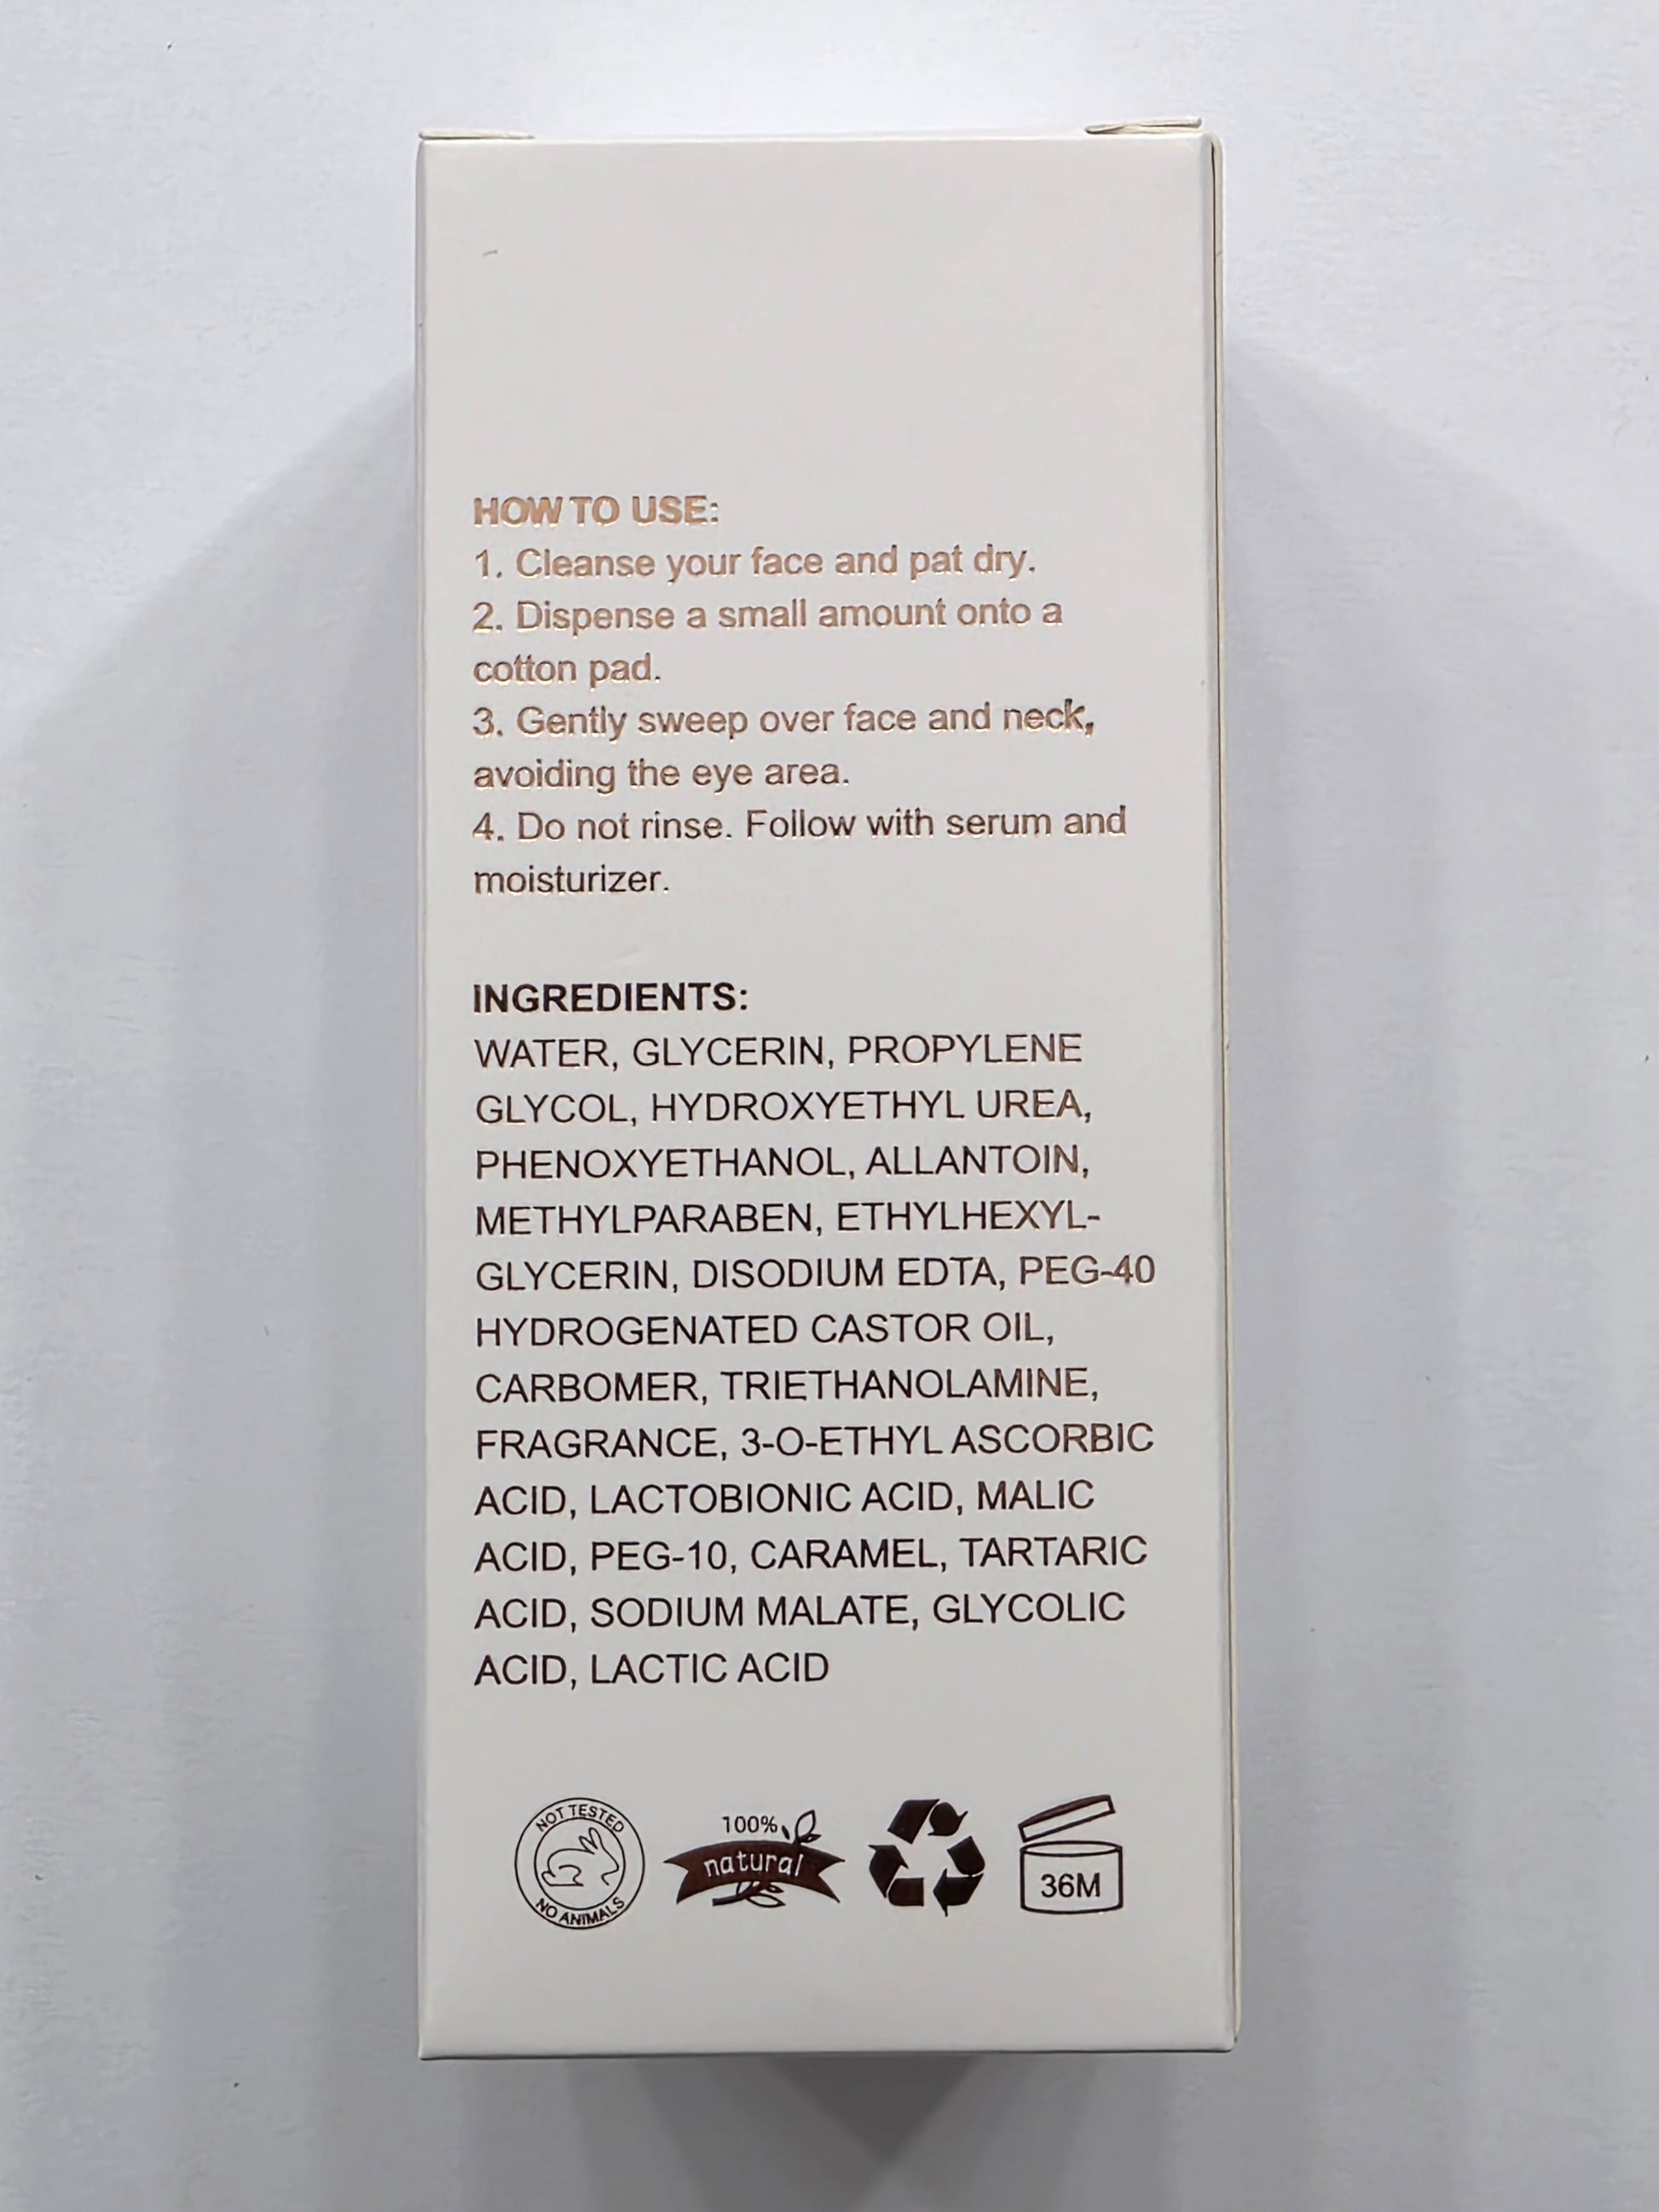 HOW TO USE:
1. Cleanse your face and pat dry.
2. Dispense a small amount onto a
cotton pad.
3. Gently sweep over face and neck,
avoiding the eye area.
4. Do not rinse. Follow with serum and
moisturizer.
INGREDIENTS:
WATER, GLYCERIN, PROPYLENE
GLYCOL, HYDROXYETHYL UREA,
PHENOXYETHANOL, ALLANTOIN,
METHYLPARABEN, ETHYLHEXYL-
GLYCERIN, DISODIUM EDTA, PEG-40
HYDROGENATED CASTOR OIL,
CARBOMER, TRIETHANOLAMINE,
FRAGRANCE, 3-O-ETHYL ASCORBIC
ACID, LACTOBIONIC ACID, MALIC
ACID, PEG-10, CARAMEL, TARTARIC
ACID, SODIUM MALATE, GLYCOLIC
ACID, LACTIC ACID
NOT TESTED
NO ANIMALS
100%
natural
36M